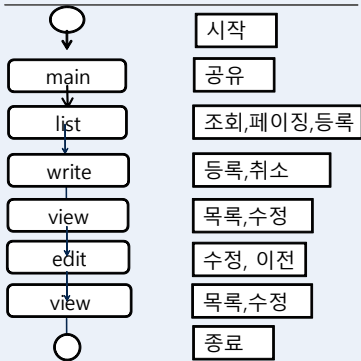 시작
main
공유
list
조회,페이징,등록
write
등록,취소
view
목록,수정
edit
수정, 이전
view
목록,수정
종료